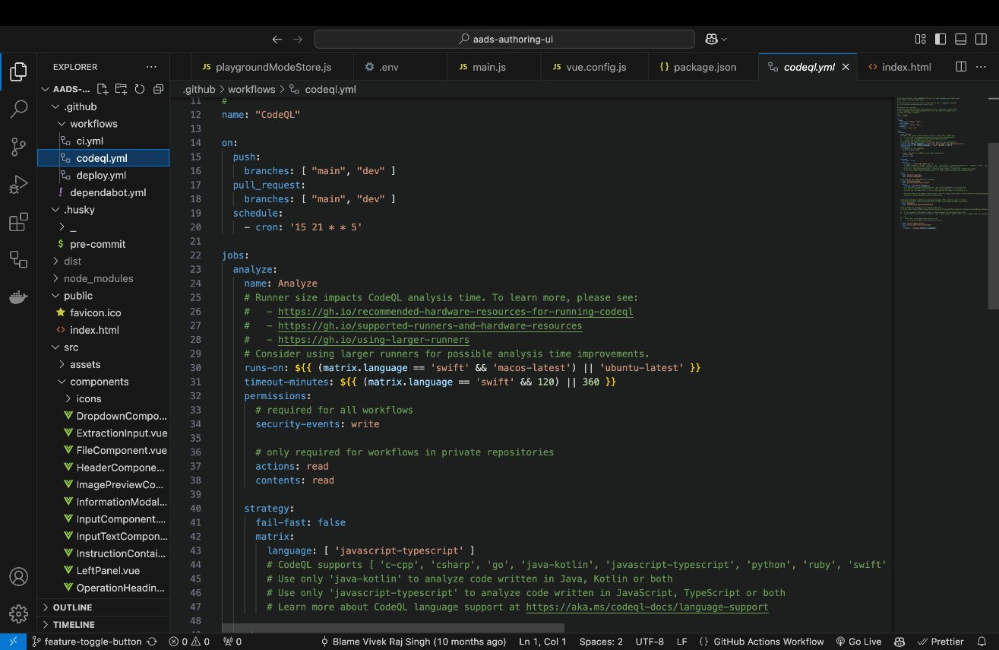 aads-authoring-ui
EXPLORER
playgroundModeStore.js
.env
main.js
vue.config.js
package.json
codeql.yml
index.html
AADS-...
.github
workflows
ci.yml
codeql.yml
deploy.yml
dependabot.yml
.husky
_
pre-commit
dist
node_modules
public
favicon.ico
index.html
src
assets
components
icons
DropdownCompo...
ExtractionInput.vue
FileComponent.vue
HeaderCompone...
ImagePreviewCo...
InformationModal...
InputComponent....
InputTextCompon...
InstructionContai...
LeftPanel.vue
OperationHeadin...
OUTLINE
TIMELINE
.github > workflows > codeql.yml
11 #
12 name: "CodeQL"
13
14 on:
15 push:
16 branches: [ "main", "dev" ]
17 pull_request:
18 branches: [ "main", "dev" ]
19 schedule:
20 - cron: '15 21 * * 5'
21
22 jobs:
23 analyze:
24 name: Analyze
25 # Runner size impacts CodeQL analysis time. To learn more, please see:
26 # - https://gh.io/recommended-hardware-resources-for-running-codeql
27 # - https://gh.io/supported-runners-and-hardware-resources
28 # - https://gh.io/using-larger-runners
29 # Consider using larger runners for possible analysis time improvements.
30 runs-on: ${{ (matrix.language == 'swift' && 'macos-latest') || 'ubuntu-latest' }}
31 timeout-minutes: ${{ (matrix.language == 'swift' && 120) || 360 }}
32 permissions:
33 # required for all workflows
34 security-events: write
35
36 # only required for workflows in private repositories
37 actions: read
38 contents: read
39
40 strategy:
41 fail-fast: false
42 matrix:
43 language: [ 'javascript-typescript' ]
44 # CodeQL supports [ 'c-cpp', 'csharp', 'go', 'java-kotlin', 'javascript-typescript', 'python', 'ruby', 'swift'
45 # Use only 'java-kotlin' to analyze code written in Java, Kotlin or both
46 # Use only 'javascript-typescript' to analyze code written in JavaScript, TypeScript or both
47 # Learn more about CodeQL language support at https://aka.ms/codeql-docs/language-support
48
feature-toggle-button 0 0 0 Blame Vivek Raj Singh (10 months ago) Ln 1, Col 1 Spaces: 2 UTF-8 LF {} GitHub Actions Workflow Go Live Prettier